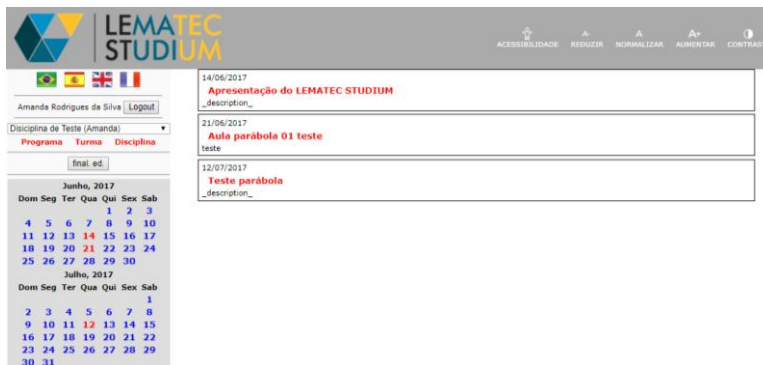 LEMATEC
STUDIUM
ACESSIBILIDADE
A-
REDUZIR
A
NORMALIZAR
A+
AUMENTAR
CONTRAS
Amanda Rodrigues da Silva Logout
Disiciplina de Teste (Amanda)
Programa Turma Disciplina
final. ed.
Junho, 2017
Dom Seg Ter Qua Qui Sex Sab
1 2 3
4 5 6 7 8 9 10
11 12 13 14 15 16 17
18 19 20 21 22 23 24
25 26 27 28 29 30
Julho, 2017
Dom Seg Ter Qua Qui Sex Sab
1
2 3 4 5 6 7 8
9 10 11 12 13 14 15
16 17 18 19 20 21 22
23 24 25 26 27 28 29
30 31
14/06/2017
Apresentação do LEMATEC STUDIUM
_description_
21/06/2017
Aula parábola 01 teste
teste
12/07/2017
Teste parábola
_description_